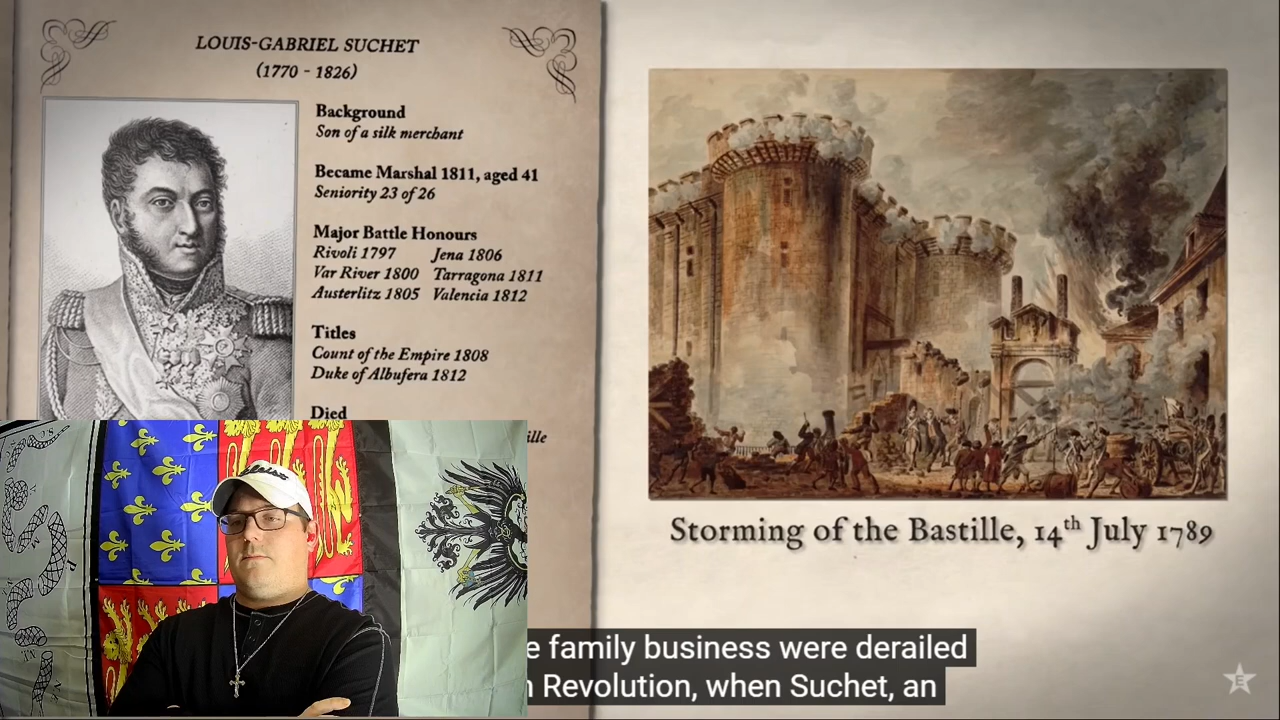 LOUIS-GABRIEL SUCHET
(1770 - 1826)
Background
Son of a silk merchant
Became Marshal 1811, aged 41
Seniority 23 of 26
Major Battle Honours
Rivoli 1797 Jena 1806
Var River 1800 Tarragona 1811
Austerlitz 1805 Valencia 1812
Titles
Count of the Empire 1808
Duke of Albufera 1812
Died
ille
Storming of the Bastille, 14th July 1789
e family business were derailed
n Revolution, when Suchet, an
E